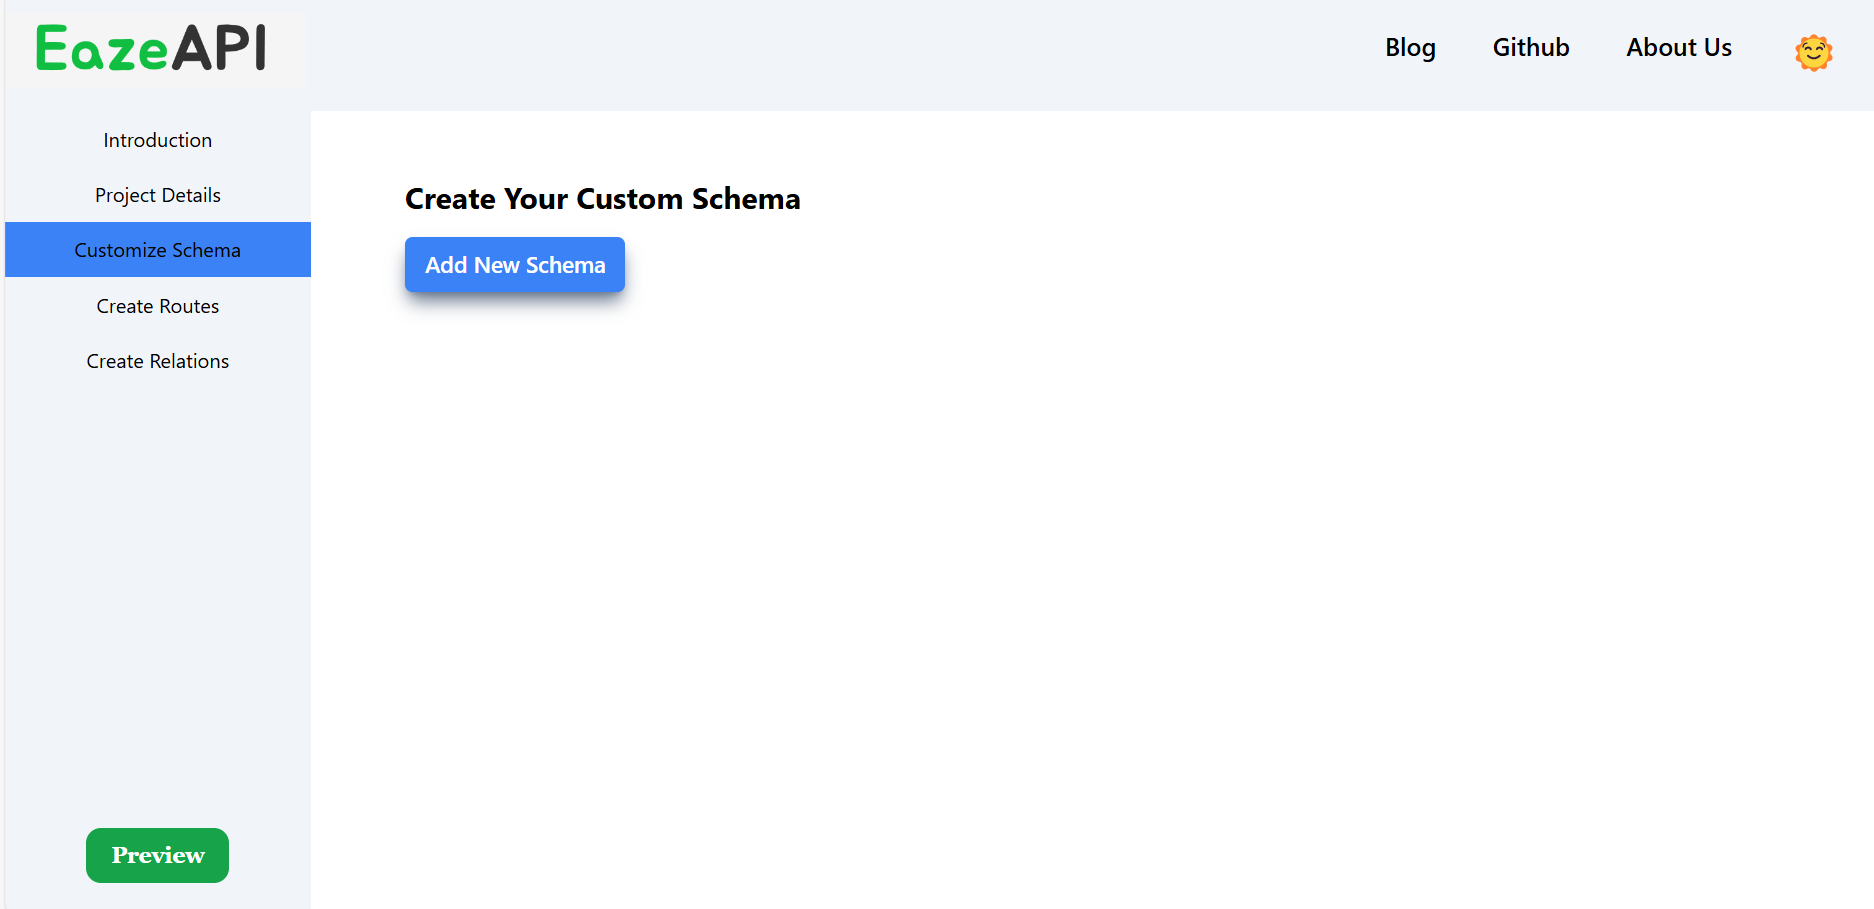 EazeAPI
Blog
Github
About Us
Introduction
Project Details
Customize Schema
Create Routes
Create Relations
Preview
Create Your Custom Schema
Add New Schema